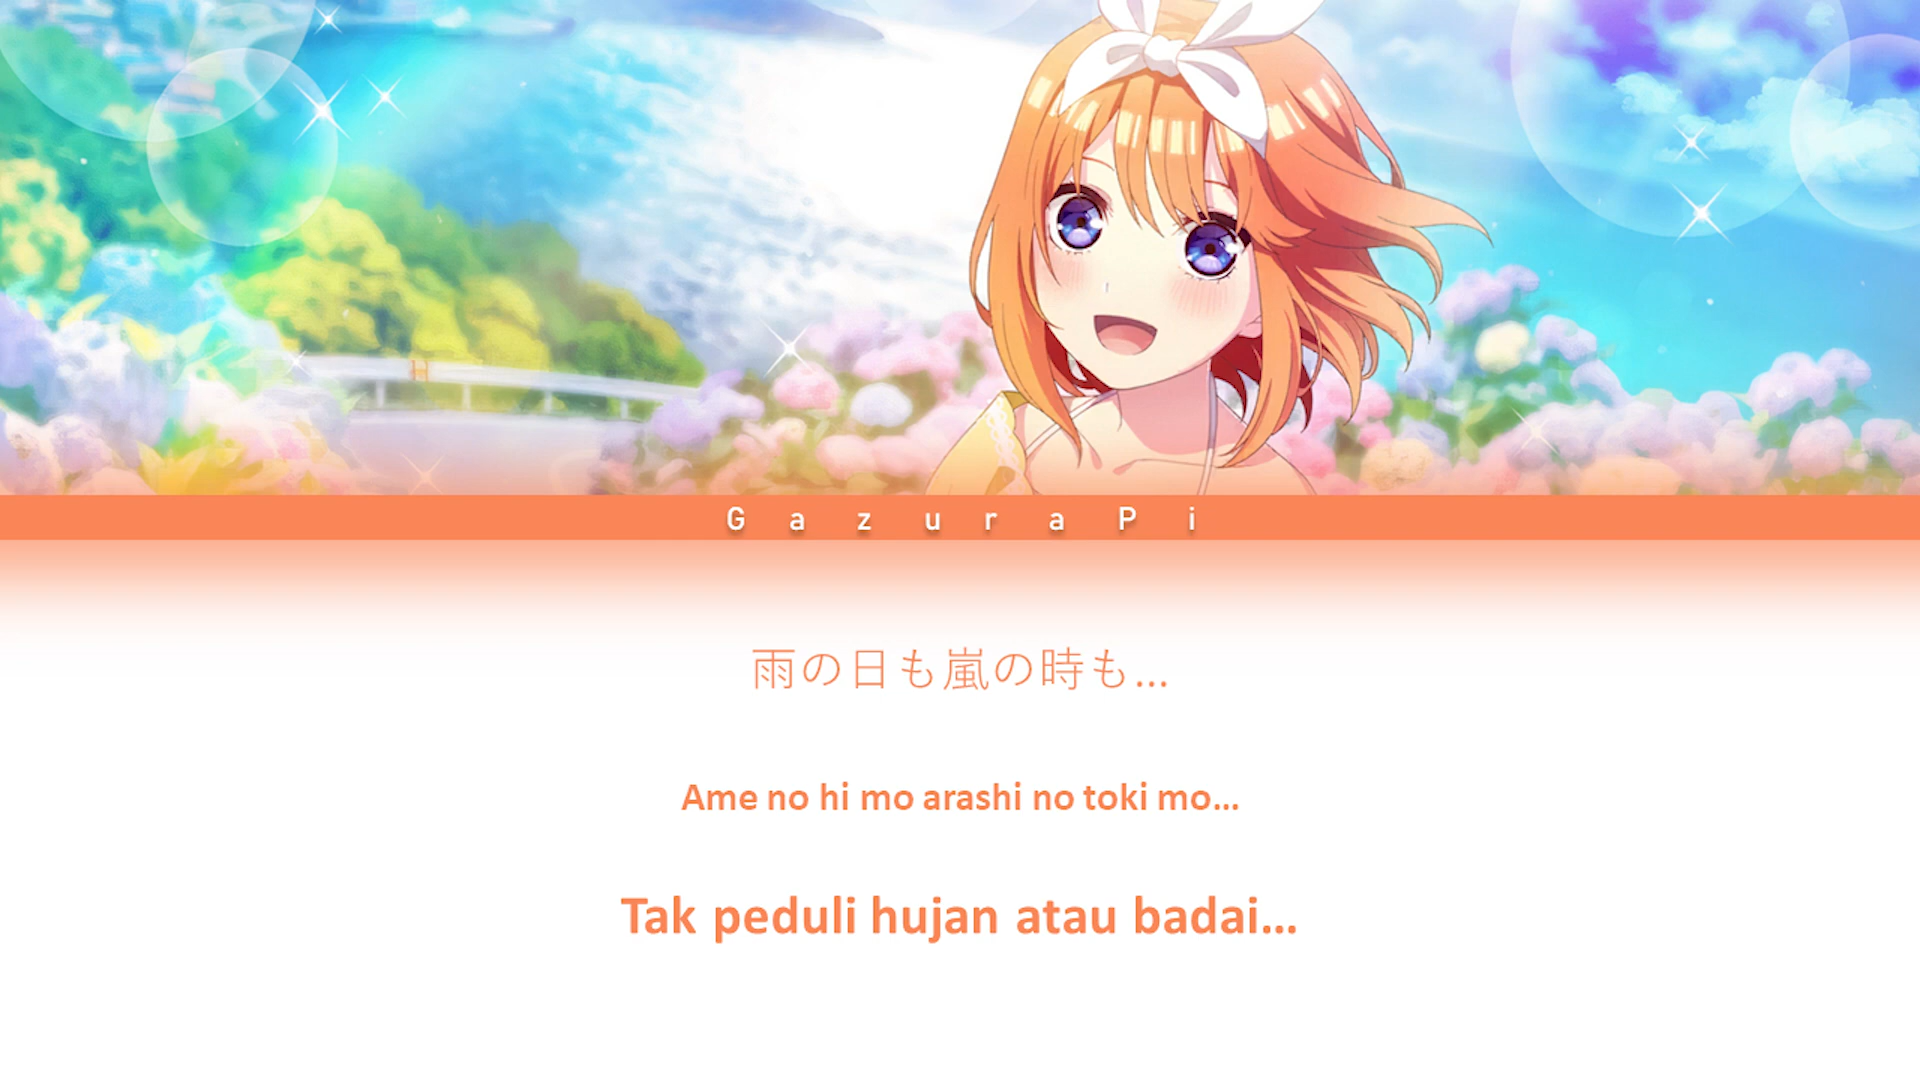 G a z u r a P i
雨の日も嵐の時も...
Ame no hi mo arashi no toki mo...
Tak peduli hujan atau badai...